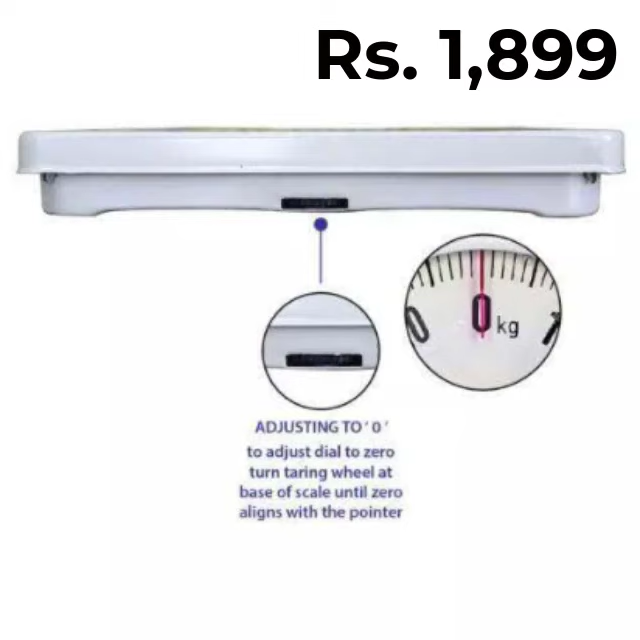 Rs. 1,899
0
0 kg
1
ADJUSTING TO ' 0 '
to adjust dial to zero
turn taring wheel at
base of scale until zero
aligns with the pointer